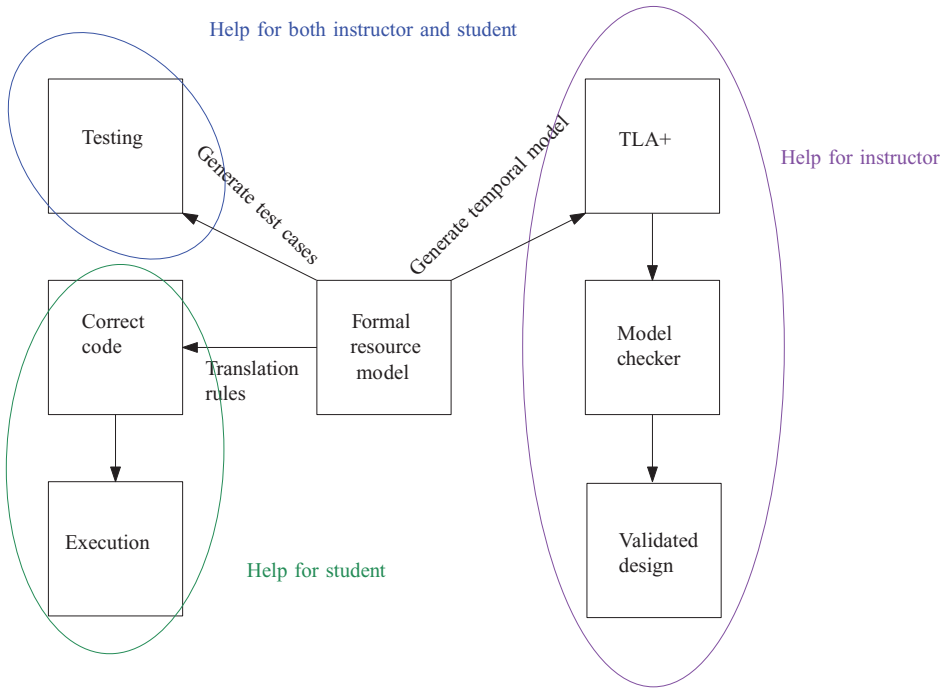 Help for both instructor and student
Testing
Generate test cases
Generate temporal model
TLA+
Help for instructor
Correct
code
Translation
rules
Formal
resource
model
Model
checker
Execution
Help for student
Validated
design